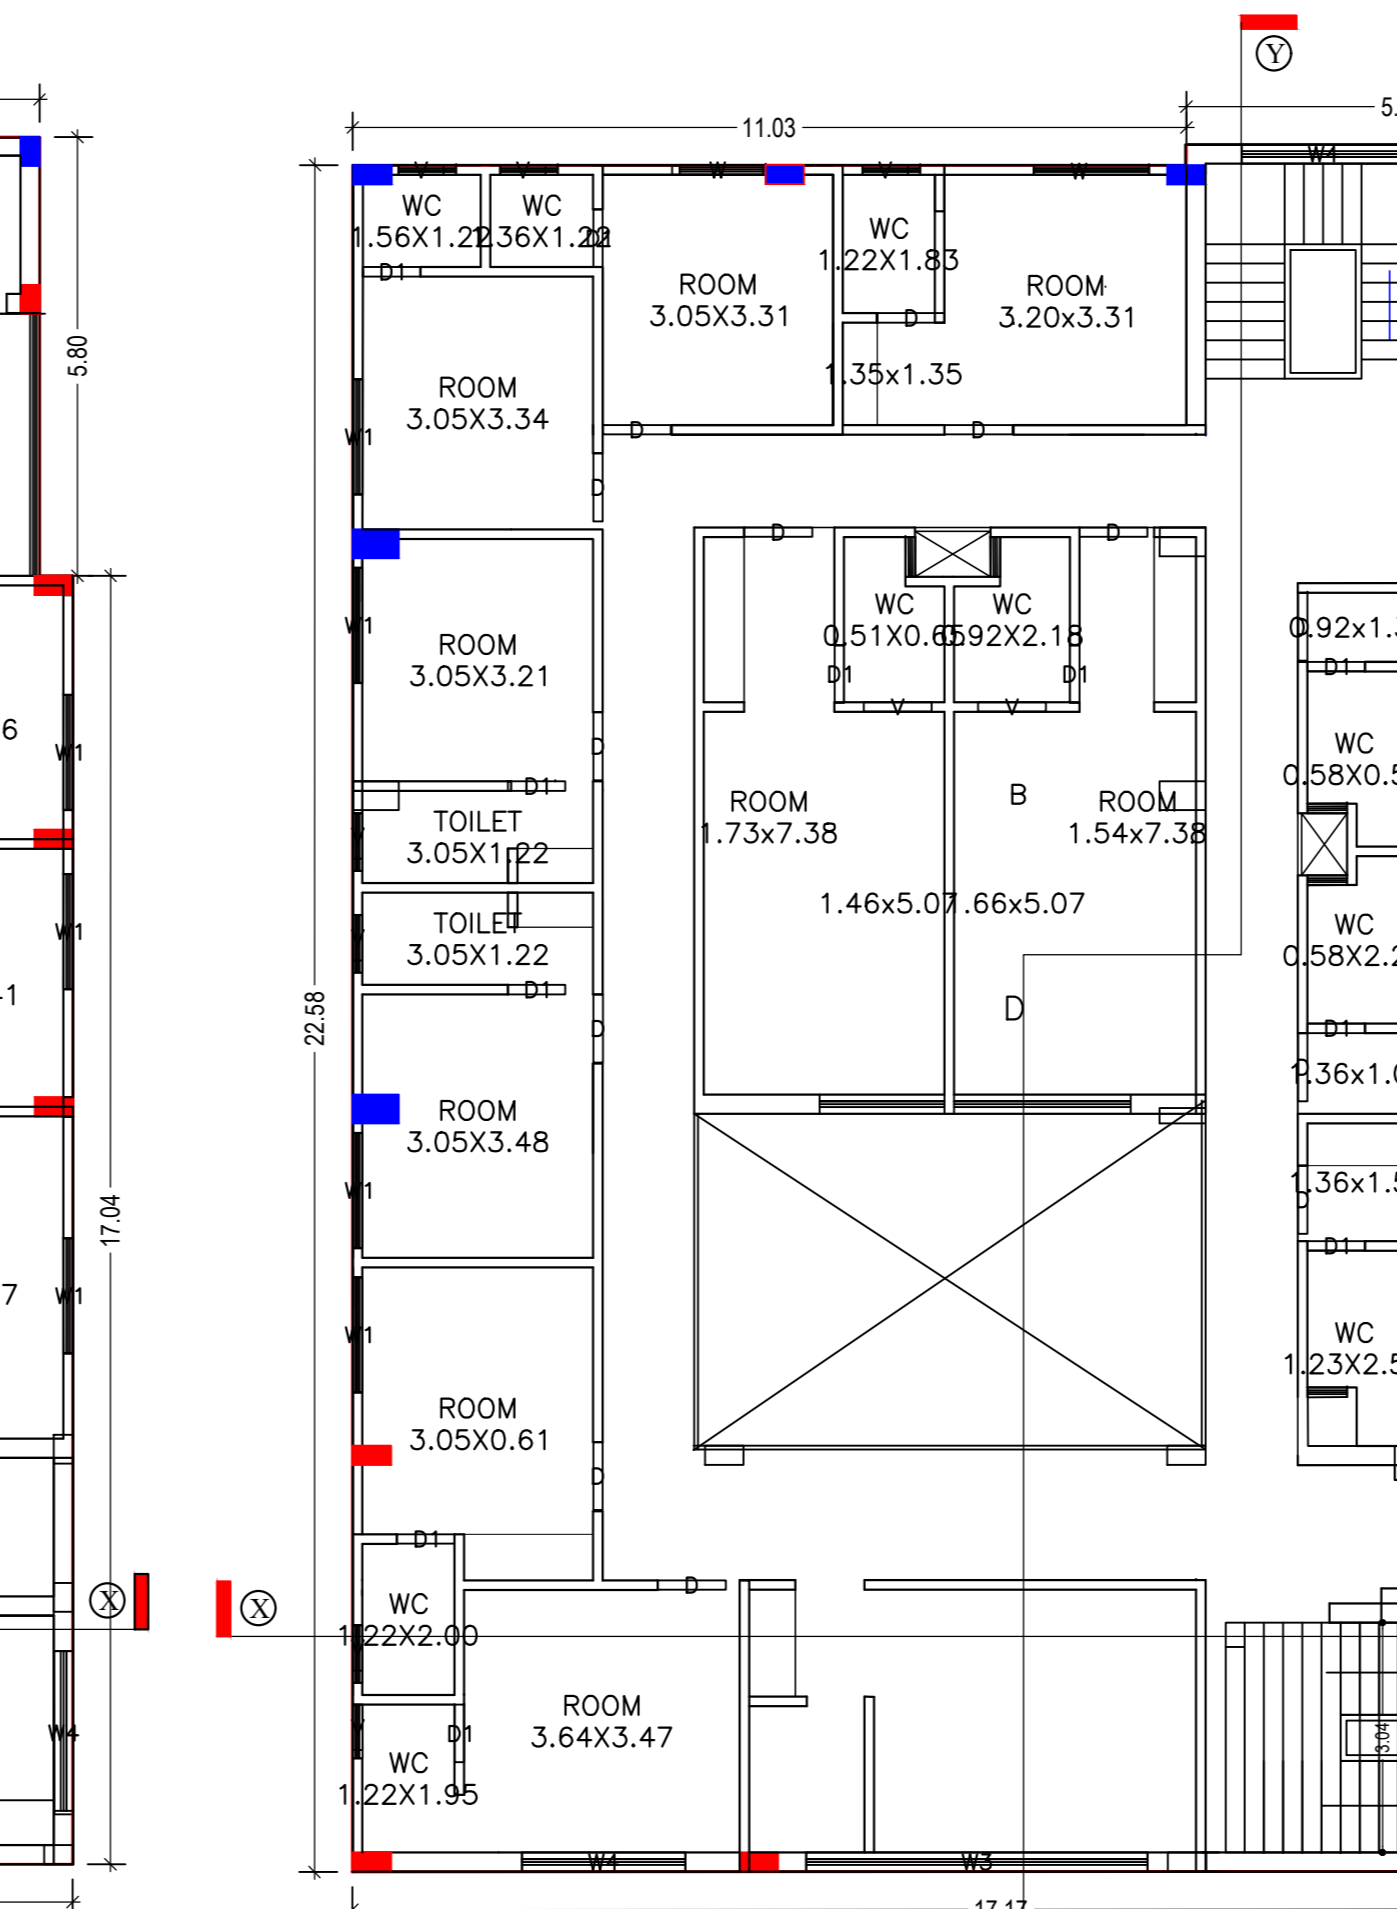 Y
5.
11.03
W4
V
V
W
V
W
WC
1.56X1.22
WC
1.36X1.22
D1
D1
WC
1.22X1.83
ROOM
3.05X3.31
ROOM
3.20x3.31
D
1.35x1.35
5.80
ROOM
3.05X3.34
W1
D
D
D
D
D
ROOM
3.05X3.21
W1
D
D1
WC
0.51X0.65
WC
0.92X2.18
D1
D1
V
V
D
0.92x1.
D1
6
W1
WC
0.58X0.5
TOILET
3.05X1.22
V
ROOM
1.73x7.38
B
ROOM
1.54x7.38
1.46x5.07
1.66x5.07
W1
TOILET
3.05X1.22
V
D1
WC
0.58X2.2
41
22.58
D
D
D1
1.36x1.0
D
ROOM
3.05X3.48
W1
17.04
1.36x1.5
D
D1
7
W1
W1
WC
1.23X2.5
ROOM
3.05X0.61
D
D1
D
X
X
WC
1.22X2.00
V
ROOM
3.64X3.47
W4
V
D1
3.04
WC
1.22X1.95
W4
W3
17.17